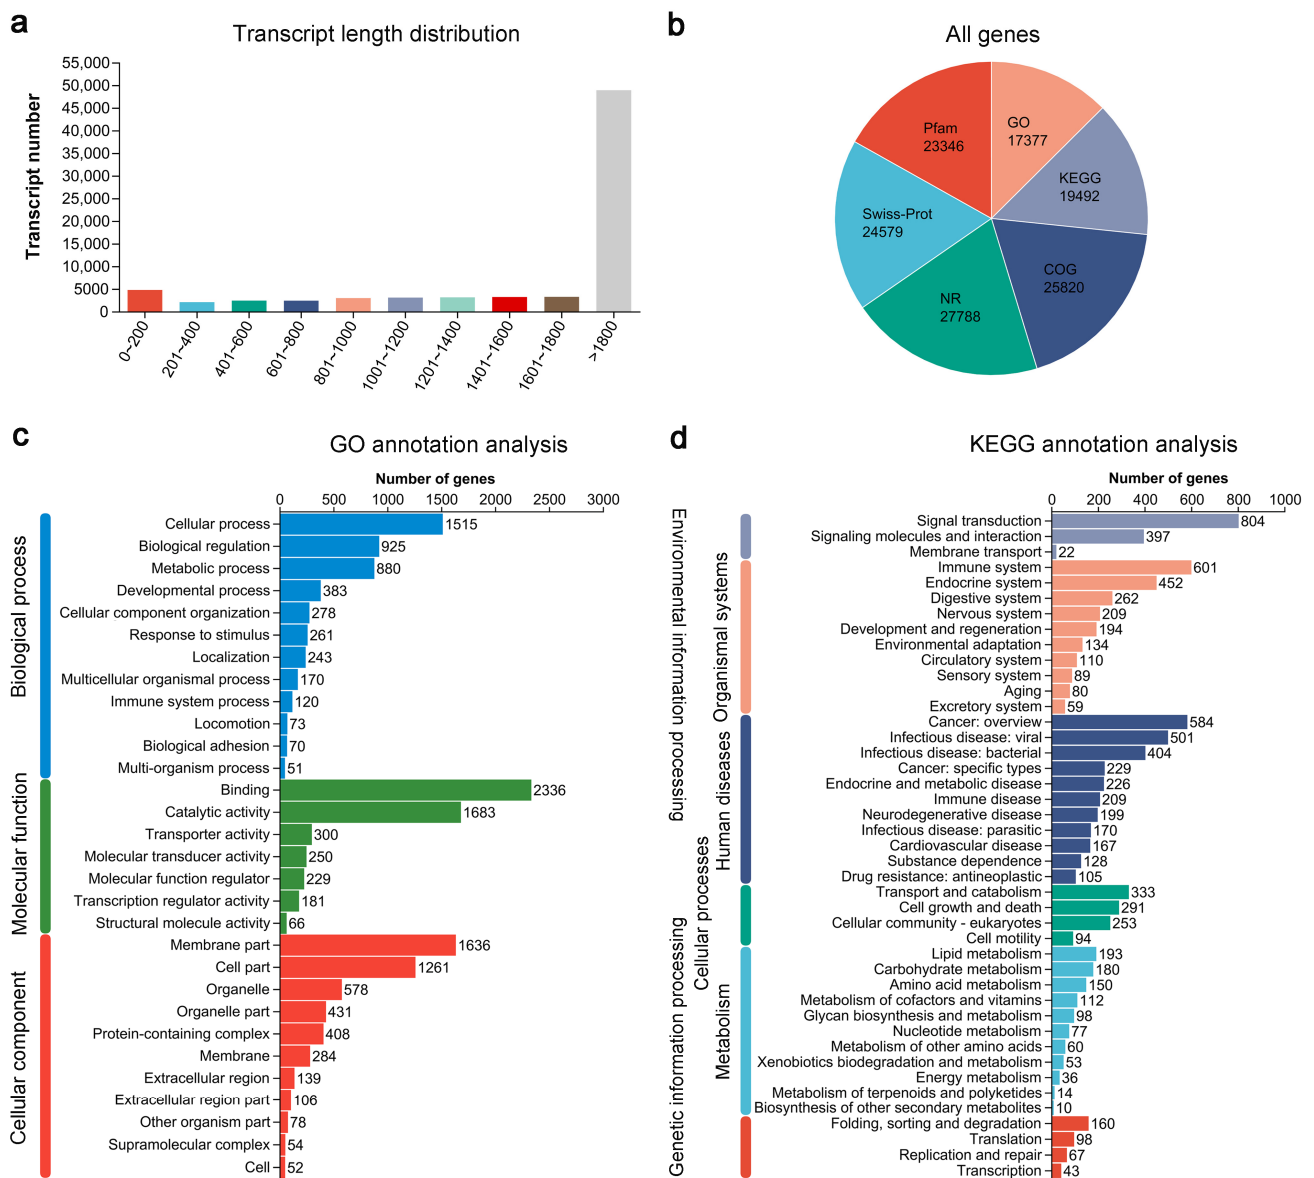 a
Transcript length distribution
Transcript number
55,000
50,000
45,000
40,000
35,000
30,000
25,000
20,000
15,000
10,000
5000
0
0~200
201~400
401~600
601~800
801~1000
1001~1200
1201~1400
1401~1600
1601~1800
>1800
b
All genes
GO
17377
KEGG
19492
COG
25820
NR
27788
Swiss-Prot
24579
Pfam
23346
c
GO annotation analysis
Number of genes
0 500 1000 1500 2000 2500 3000
Biological process
Cellular process 1515
Biological regulation 925
Metabolic process 880
Developmental process 383
Cellular component organization 278
Response to stimulus 261
Localization 243
Multicellular organismal process 170
Immune system process 120
Locomotion 73
Biological adhesion 70
Multi-organism process 51
Molecular function
Binding 2336
Catalytic activity 1683
Transporter activity 300
Molecular transducer activity 250
Molecular function regulator 229
Transcription regulator activity 181
Structural molecule activity 66
Cellular component
Membrane part 1636
Cell part 1261
Organelle 578
Organelle part 431
Protein-containing complex 408
Membrane 284
Extracellular region 139
Extracellular region part 106
Other organism part 78
Supramolecular complex 54
Cell 52
d
KEGG annotation analysis
Number of genes
0 200 400 600 800 1000
Environmental information processing
Signal transduction 804
Signaling molecules and interaction 397
Membrane transport 22
Organismal systems
Immune system 601
Endocrine system 452
Digestive system 262
Nervous system 209
Development and regeneration 194
Environmental adaptation 134
Circulatory system 110
Sensory system 89
Aging 80
Excretory system 59
Human diseases
Cancer: overview 584
Infectious disease: viral 501
Infectious disease: bacterial 404
Cancer: specific types 229
Endocrine and metabolic disease 226
Immune disease 209
Neurodegenerative disease 199
Infectious disease: parasitic 170
Cardiovascular disease 167
Substance dependence 128
Drug resistance: antineoplastic 105
Cellular processes
Transport and catabolism 333
Cell growth and death 291
Cellular community - eukaryotes 253
Cell motility 94
Metabolism
Lipid metabolism 193
Carbohydrate metabolism 180
Amino acid metabolism 150
Metabolism of cofactors and vitamins 112
Glycan biosynthesis and metabolism 98
Nucleotide metabolism 77
Metabolism of other amino acids 60
Xenobiotics biodegradation and metabolism 53
Energy metabolism 36
Metabolism of terpenoids and polyketides 14
Biosynthesis of other secondary metabolites 10
Genetic information processing
Folding, sorting and degradation 160
Translation 98
Replication and repair 67
Transcription 43